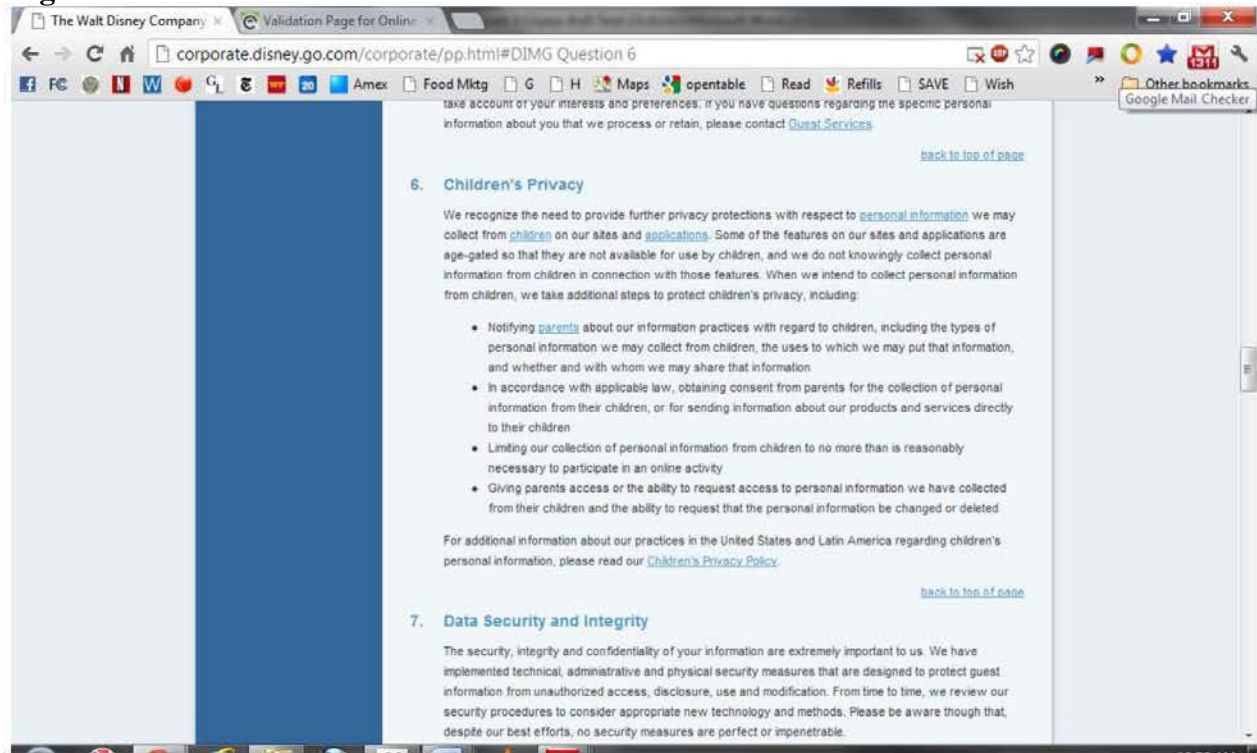 The Walt Disney Company
Validation Page for Online
corporate.disney.go.com/corporate/pp.html#DIMG Question 6
FC
N
W
20
Amex
Food Mktg
G
H
Maps
opentable
Read
Refills
SAVE
Wish
»
Other bookmarks
Google Mail Checker
take account of your interests and preferences. If you have questions regarding the specific personal
information about you that we process or retain, please contact Guest Services.
back to top of page
6. Children's Privacy
We recognize the need to provide further privacy protections with respect to personal information we may
collect from children on our sites and applications. Some of the features on our sites and applications are
age-gated so that they are not available for use by children, and we do not knowingly collect personal
information from children in connection with those features. When we intend to collect personal information
from children, we take additional steps to protect children's privacy, including:
• Notifying parents about our information practices with regard to children, including the types of
personal information we may collect from children, the uses to which we may put that information,
and whether and with whom we may share that information
• In accordance with applicable law, obtaining consent from parents for the collection of personal
information from their children, or for sending information about our products and services directly
to their children
• Limiting our collection of personal information from children to no more than is reasonably
necessary to participate in an online activity
• Giving parents access or the ability to request access to personal information we have collected
from their children and the ability to request that the personal information be changed or deleted
For additional information about our practices in the United States and Latin America regarding children's
personal information, please read our Children's Privacy Policy.
back to top of page
7. Data Security and Integrity
The security, integrity and confidentiality of your information are extremely important to us. We have
implemented technical, administrative and physical security measures that are designed to protect guest
information from unauthorized access, disclosure, use and modification. From time to time, we review our
security procedures to consider appropriate new technology and methods. Please be aware though that,
despite our best efforts, no security measures are perfect or impenetrable.